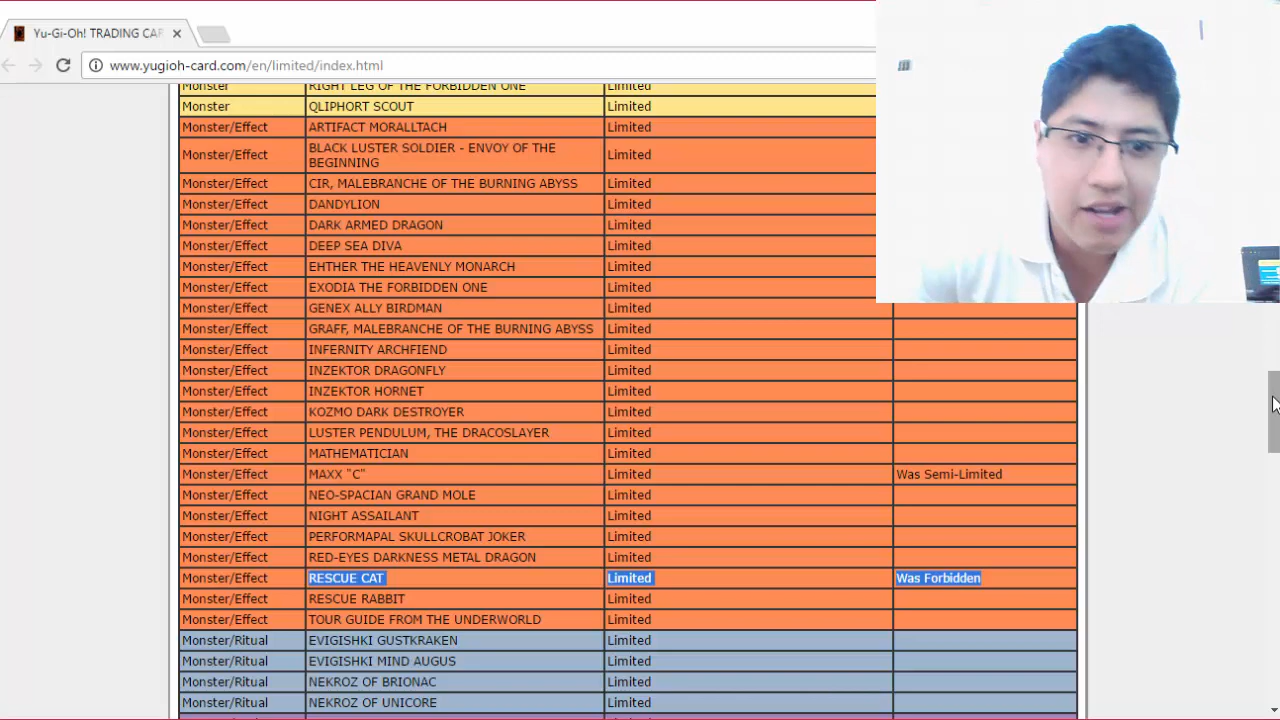 Yu-Gi-Oh! TRADING CAR
www.yugioh-card.com/en/limited/index.html
Monster RIGHT LEG OF THE FORBIDDEN ONE Limited
Monster QLIPHORT SCOUT Limited
Monster/Effect ARTIFACT MORALLTACH Limited
Monster/Effect BLACK LUSTER SOLDIER - ENVOY OF THE Limited
BEGINNING
Monster/Effect CIR, MALEBRANCHE OF THE BURNING ABYSS Limited
Monster/Effect DANDYLION Limited
Monster/Effect DARK ARMED DRAGON Limited
Monster/Effect DEEP SEA DIVA Limited
Monster/Effect EHTHER THE HEAVENLY MONARCH Limited
Monster/Effect EXODIA THE FORBIDDEN ONE Limited
Monster/Effect GENEX ALLY BIRDMAN Limited
Monster/Effect GRAFF, MALEBRANCHE OF THE BURNING ABYSS Limited
Monster/Effect INFERNITY ARCHFIEND Limited
Monster/Effect INZEKTOR DRAGONFLY Limited
Monster/Effect INZEKTOR HORNET Limited
Monster/Effect KOZMO DARK DESTROYER Limited
Monster/Effect LUSTER PENDULUM, THE DRACOSLAYER Limited
Monster/Effect MATHEMATICIAN Limited
Monster/Effect MAXX "C" Limited Was Semi-Limited
Monster/Effect NEO-SPACIAN GRAND MOLE Limited
Monster/Effect NIGHT ASSAILANT Limited
Monster/Effect PERFORMAPAL SKULLCROBAT JOKER Limited
Monster/Effect RED-EYES DARKNESS METAL DRAGON Limited
Monster/Effect RESCUE CAT Limited Was Forbidden
Monster/Effect RESCUE RABBIT Limited
Monster/Effect TOUR GUIDE FROM THE UNDERWORLD Limited
Monster/Ritual EVIGISHKI GUSTKRAKEN Limited
Monster/Ritual EVIGISHKI MIND AUGUS Limited
Monster/Ritual NEKROZ OF BRIONAC Limited
Monster/Ritual NEKROZ OF UNICORE Limited